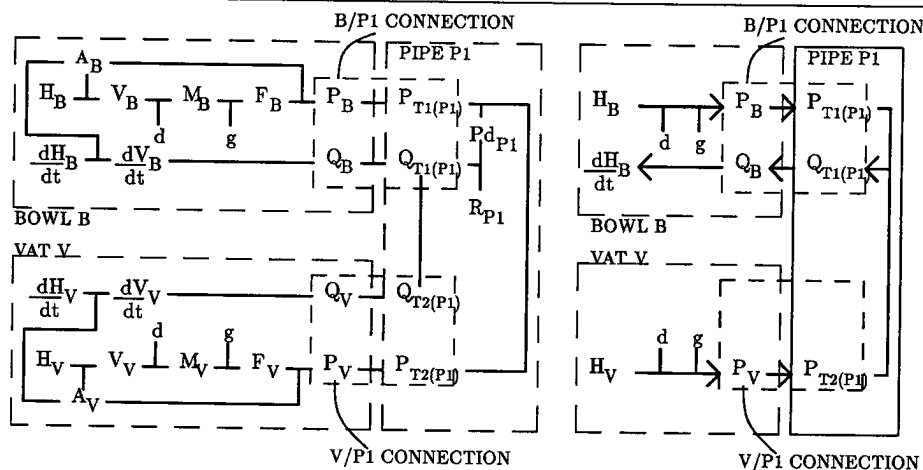 B/P1 CONNECTION
PIPE P1
A_B
H_B V_B M_B F_B P_B P_T1(P1)
d g Pd_P1
dH_B/dt dV_B/dt Q_B Q_T1(P1)
R_P1
BOWL B
VAT V
dH_V/dt dV_V/dt Q_V Q_T2(P1)
d g
H_V V_V M_V F_V P_V P_T2(P1)
A_V
V/P1 CONNECTION
B/P1 CONNECTION
PIPE P1
H_B P_B P_T1(P1)
d g
dH_B/dt Q_B Q_T1(P1)
BOWL B
VAT V
d g
H_V P_V P_T2(P1)
V/P1 CONNECTION